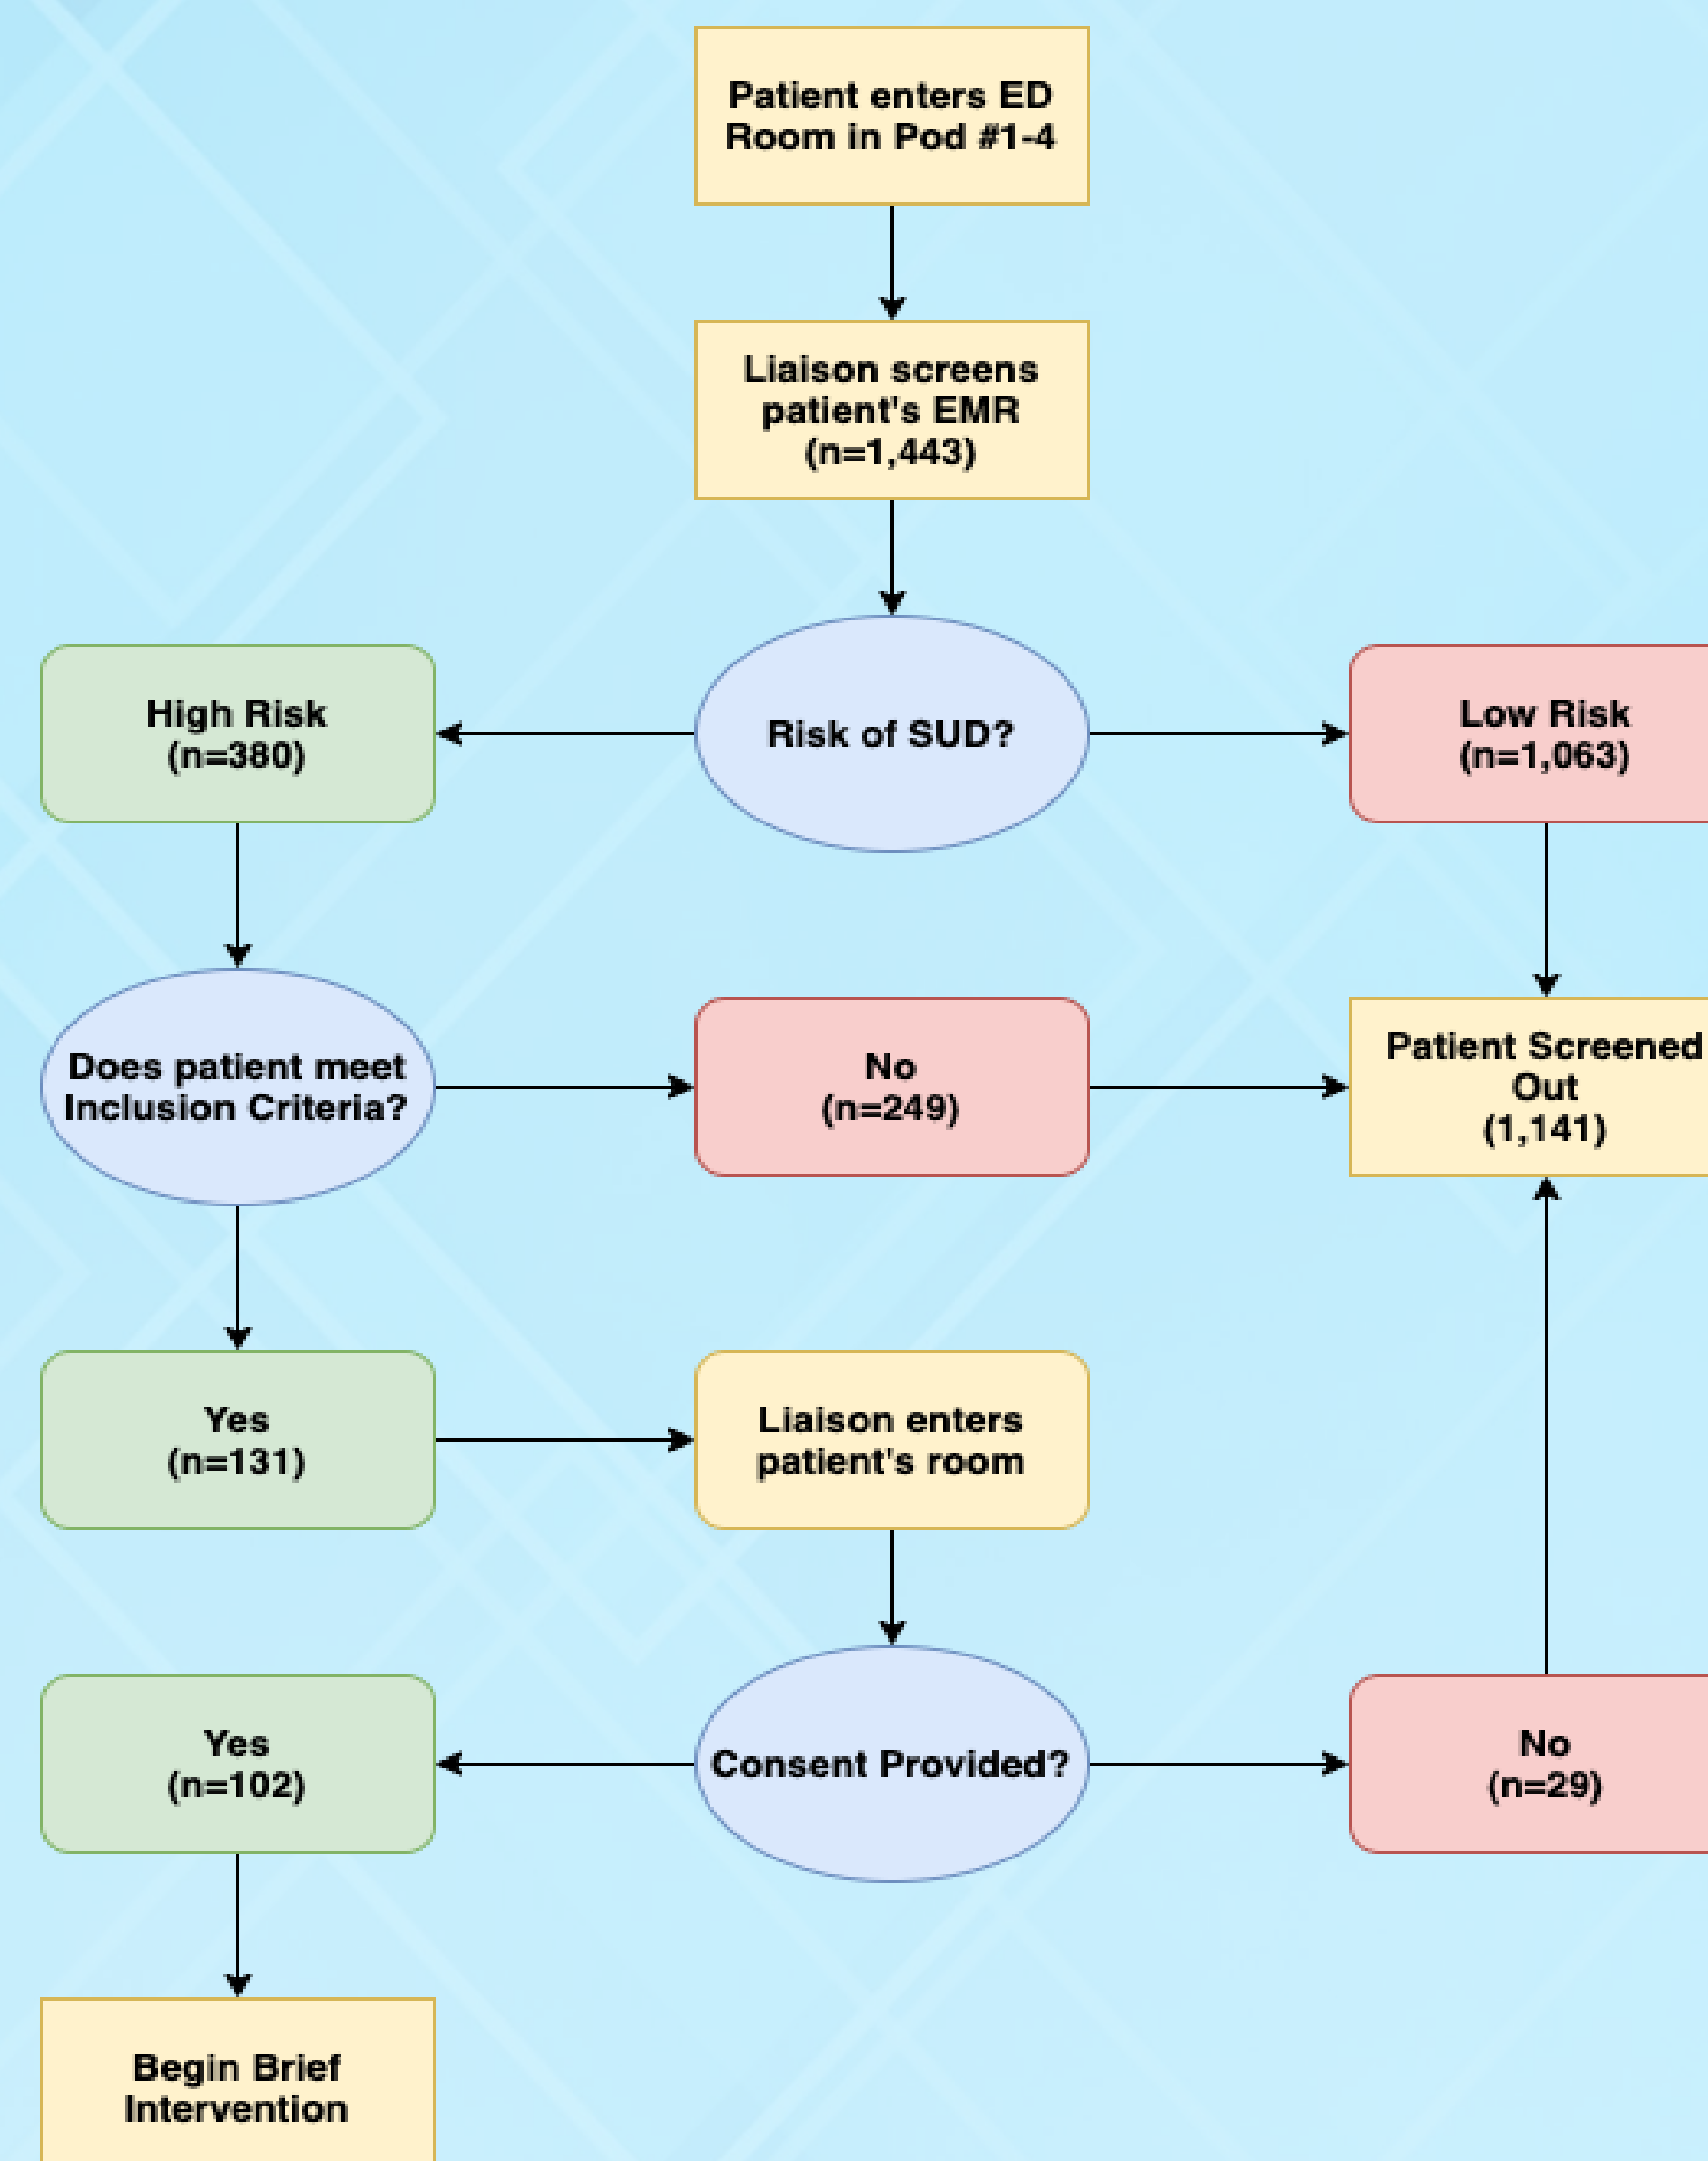 Patient enters ED
Room in Pod #1-4
Liaison screens
patient's EMR
(n=1,443)
High Risk
(n=380)
Risk of SUD?
Low Risk
(n=1,063)
Does patient meet
Inclusion Criteria?
No
(n=249)
Patient Screened
Out
(1,141)
Yes
(n=131)
Liaison enters
patient's room
Yes
(n=102)
Consent Provided?
No
(n=29)
Begin Brief
Intervention